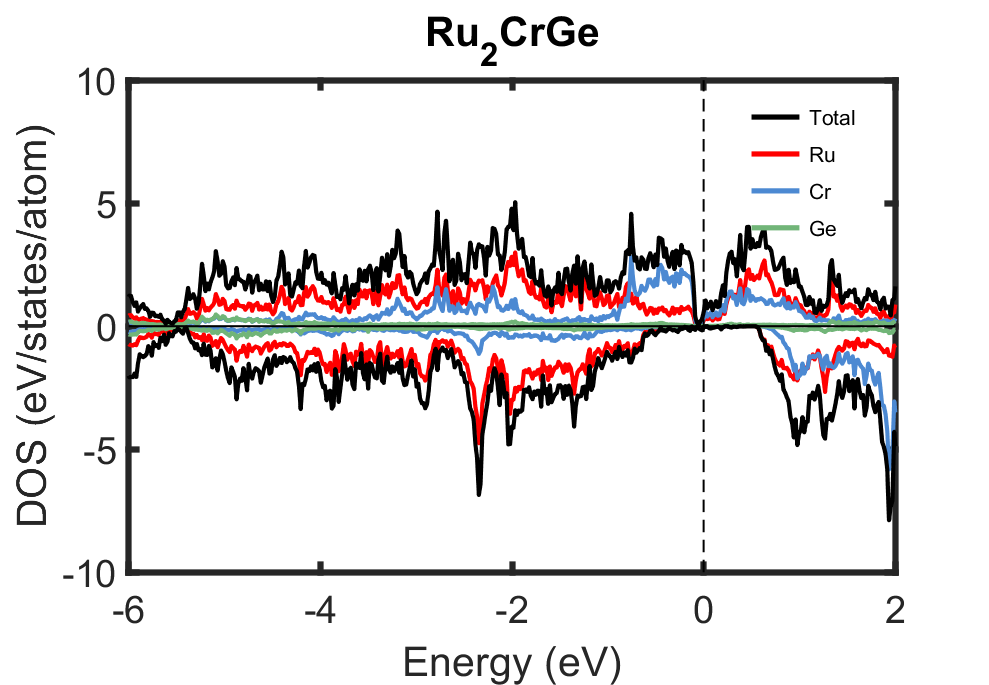 Ru2CrGe
10
5
0
-5
-10
DOS (eV/states/atom)
Total
Ru
Cr
Ge
-6 -4 -2 0 2
Energy (eV)